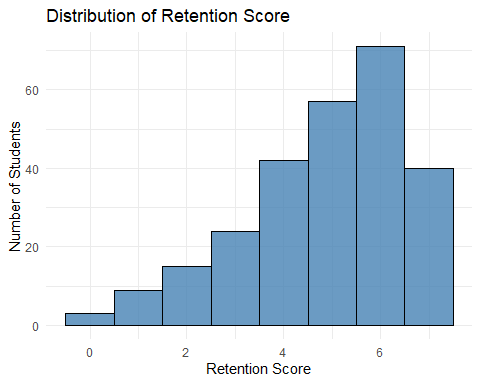 Distribution of Retention Score
Number of Students
60
40
20
0
0 2 4 6
Retention Score